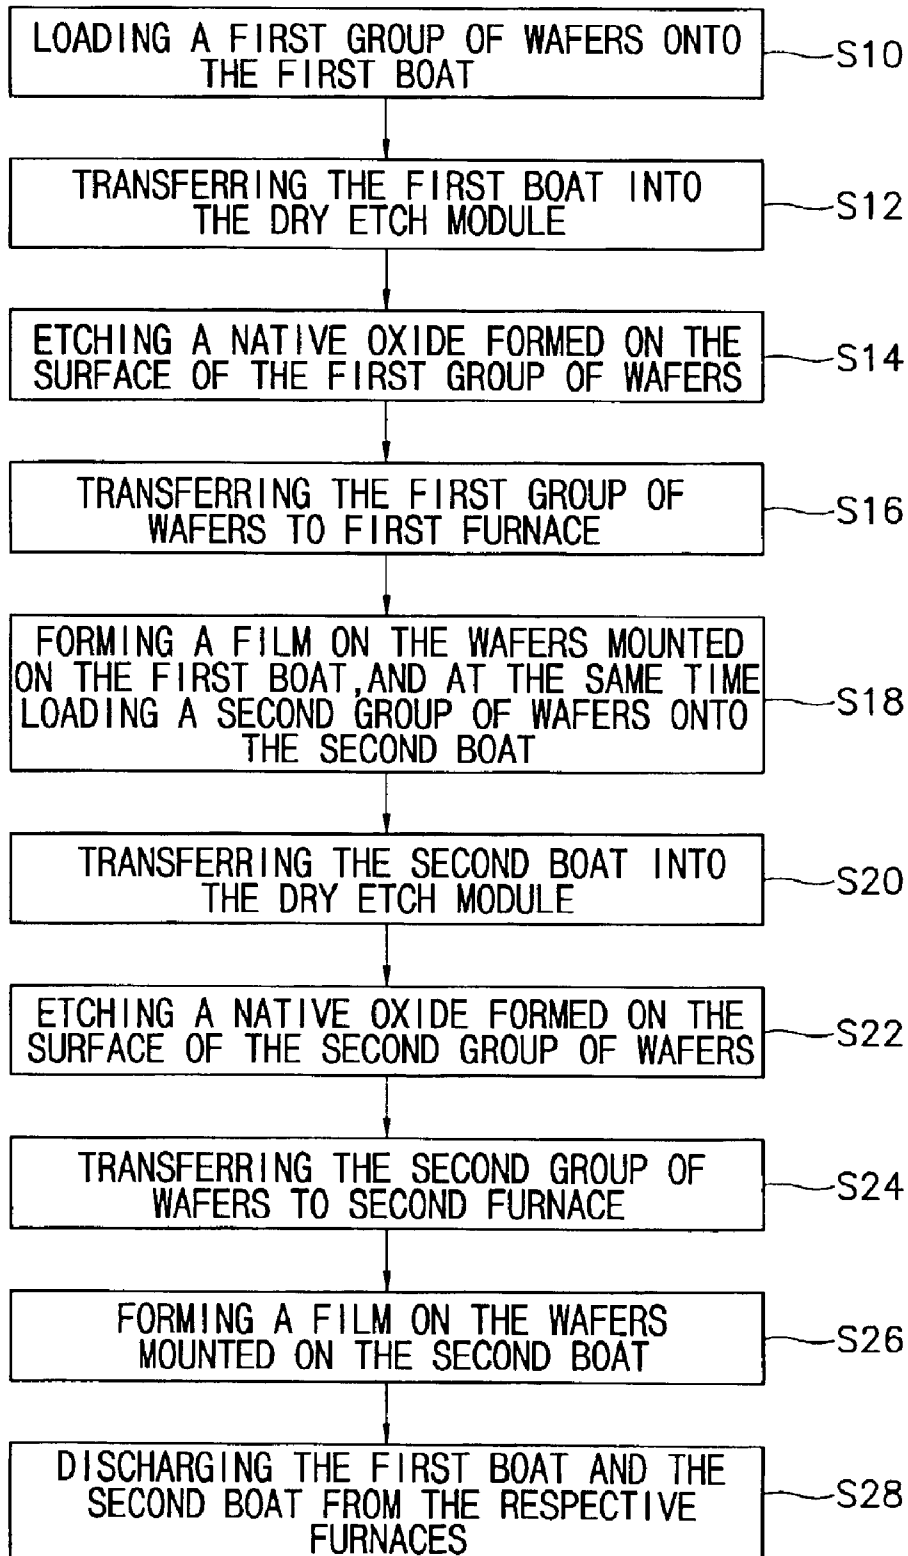 LOADING A FIRST GROUP OF WAFERS ONTO
THE FIRST BOAT
S10
TRANSFERRING THE FIRST BOAT INTO
THE DRY ETCH MODULE
S12
ETCHING A NATIVE OXIDE FORMED ON THE
SURFACE OF THE FIRST GROUP OF WAFERS
S14
TRANSFERRING THE FIRST GROUP OF
WAFERS TO FIRST FURNACE
S16
FORMING A FILM ON THE WAFERS MOUNTED
ON THE FIRST BOAT,AND AT THE SAME TIME
LOADING A SECOND GROUP OF WAFERS ONTO
THE SECOND BOAT
S18
TRANSFERRING THE SECOND BOAT INTO
THE DRY ETCH MODULE
S20
ETCHING A NATIVE OXIDE FORMED ON THE
SURFACE OF THE SECOND GROUP OF WAFERS
S22
TRANSFERRING THE SECOND GROUP OF
WAFERS TO SECOND FURNACE
S24
FORMING A FILM ON THE WAFERS
MOUNTED ON THE SECOND BOAT
S26
DISCHARGING THE FIRST BOAT AND THE
SECOND BOAT FROM THE RESPECTIVE
FURNACES
S28